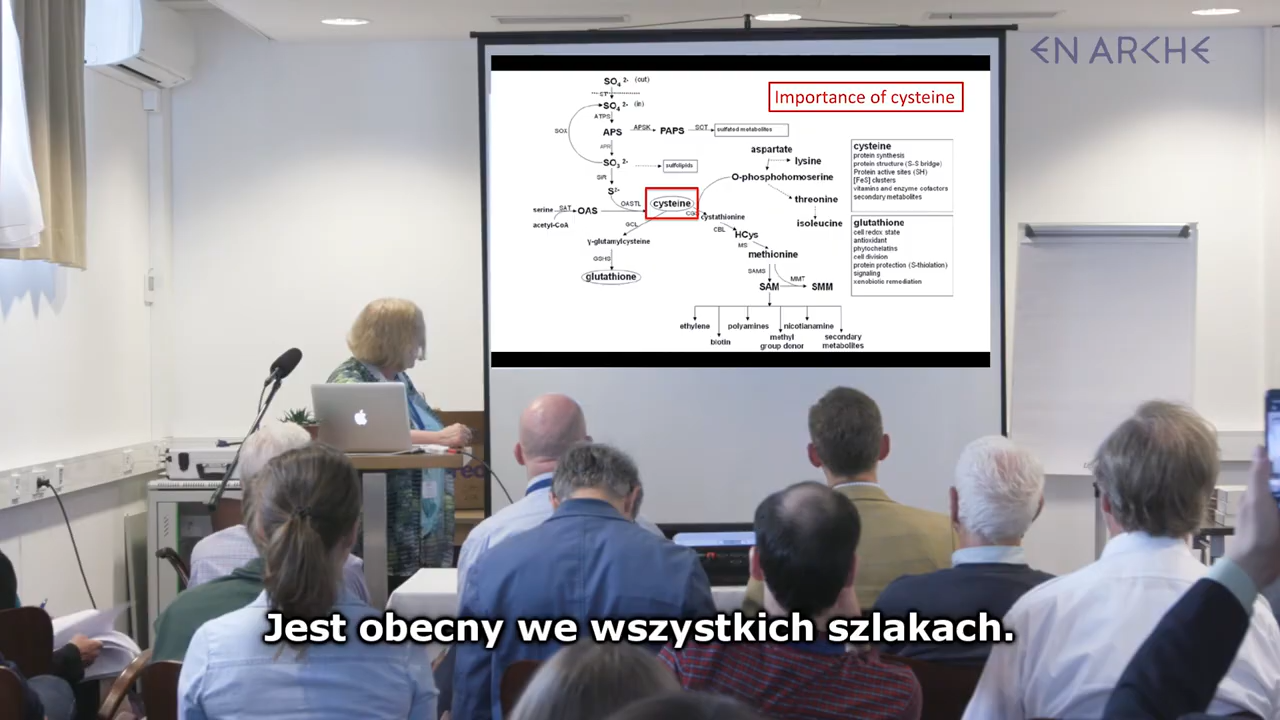 EN ARCHE
Importance of cysteine
SO4 2- (out)
ST
SO4 2- (in)
ATPS
SOX
APS
APSK
PAPS
SOT
sulfated metabolites
APR
SO3 2-
sulfolipids
SiR
S2-
OASTL
serine
SAT
OAS
acetyl-CoA
cysteine
GCL
γ-glutamylcysteine
GSHS
glutathione
aspartate
lysine
O-phosphohomoserine
threonine
isoleucine
cystathionine
CBL
HCys
MS
methionine
SAMS
MMT
SAM
SMM
ethylene
polyamines
nicotianamine
biotin
methyl
group donor
secondary
metabolites
cysteine
protein synthesis
protein structure (S-S bridge)
Protein active sites (SH)
[FeS] clusters
vitamins and enzyme cofactors
secondary metabolites
glutathione
cell redox state
antioxidant
phytochelatins
cell division
protein protection (S-thiolation)
signaling
xenobiotic remediation
Jest obecny we wszystkich szlakach.